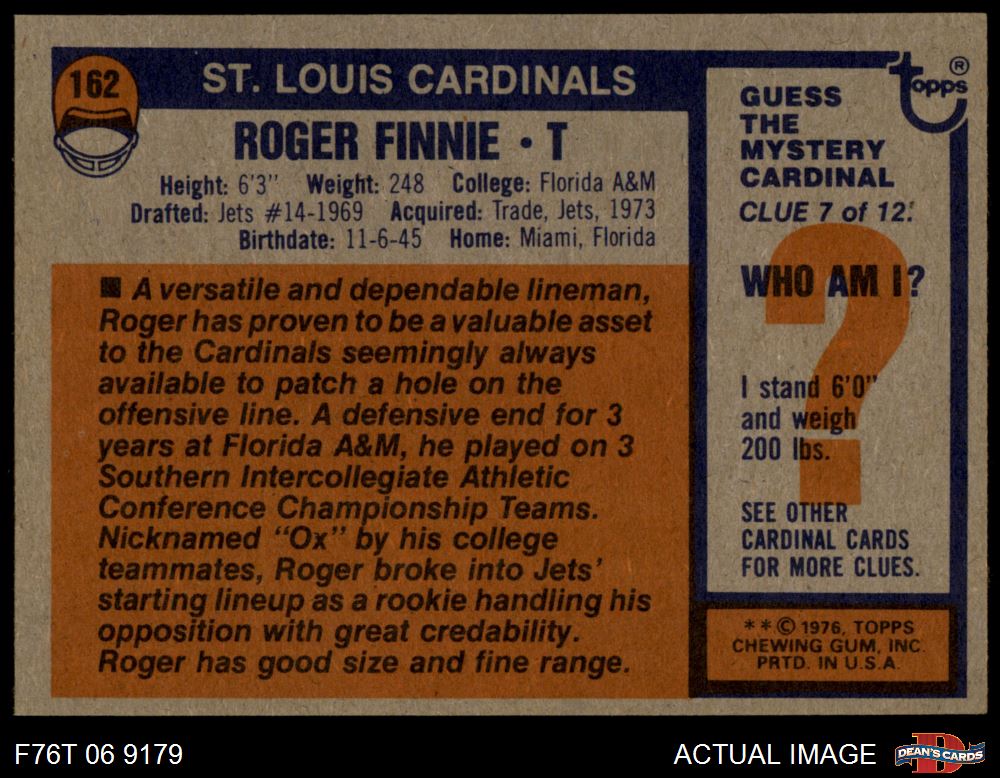 162
ST. LOUIS CARDINALS
ROGER FINNIE • T
Height: 6'3" Weight: 248 College: Florida A&M
Drafted: Jets #14-1969 Acquired: Trade, Jets, 1973
Birthdate: 11-6-45 Home: Miami, Florida
■ A versatile and dependable lineman,
Roger has proven to be a valuable asset
to the Cardinals seemingly always
available to patch a hole on the
offensive line. A defensive end for 3
years at Florida A&M, he played on 3
Southern Intercollegiate Athletic
Conference Championship Teams.
Nicknamed "Ox" by his college
teammates, Roger broke into Jets'
starting lineup as a rookie handling his
opposition with great credability.
Roger has good size and fine range.
topps ®
GUESS
THE
MYSTERY
CARDINAL
CLUE 7 of 12:
WHO AM I?
?
I stand 6'0"
and weigh
200 lbs.
SEE OTHER
CARDINAL CARDS
FOR MORE CLUES.
**© 1976, TOPPS
CHEWING GUM, INC.
PRTD. IN U.S.A.
F76T 06 9179
ACTUAL IMAGE
D
DEAN'S CARDS